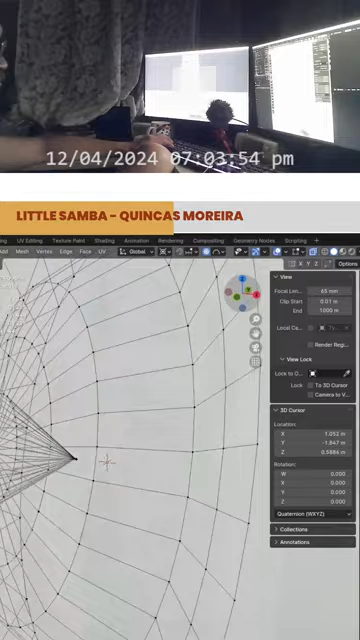 12/04/2024 07:03:54 pm
LITTLE SAMBA - QUINCAS MOREIRA
UV Editing Texture Paint Shading Animation Rendering Compositing Geometry Nodes Scripting
Mesh Vertex Edge Face UV Global
X Y Z Options
View
Focal Len... 65 mm
Clip Start 0.01 m
End 1000 m
Local Ca...
Render Regi...
View Lock
Lock to O...
Lock To 3D Cursor
Camera to V...
3D Cursor
Location:
X 1.052 m
Y -1.847 m
Z 0.5984 m
Rotation:
W 0.000
X 0.000
Y 0.000
Z 0.000
Quaternion (WXYZ)
Collections
Annotations